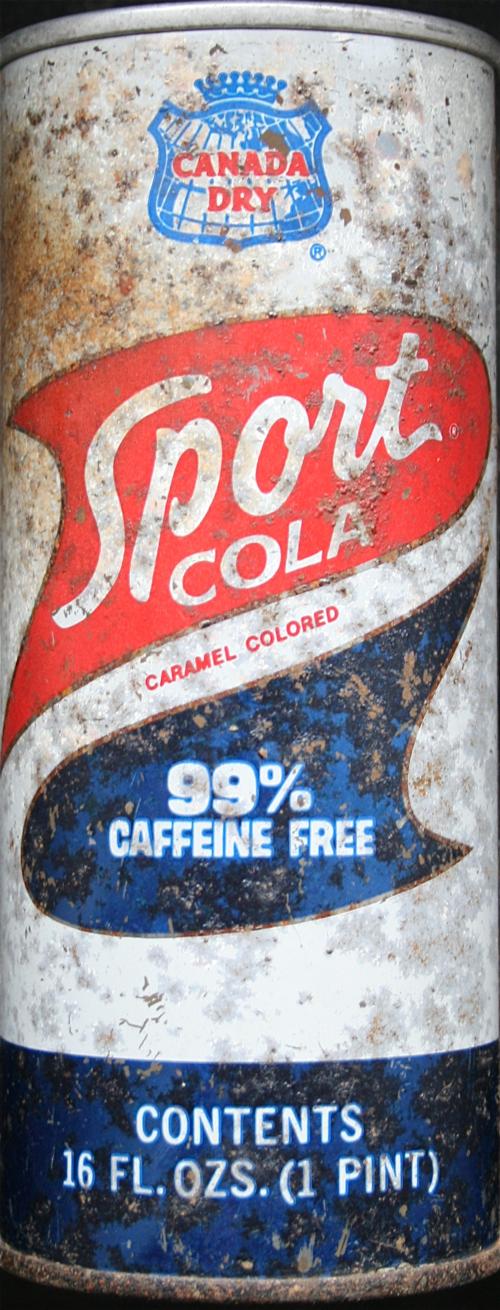 CANADA
DRY
®
Sport®
COLA
CARAMEL COLORED
99%
CAFFEINE FREE
CONTENTS
16 FL. OZS. (1 PINT)